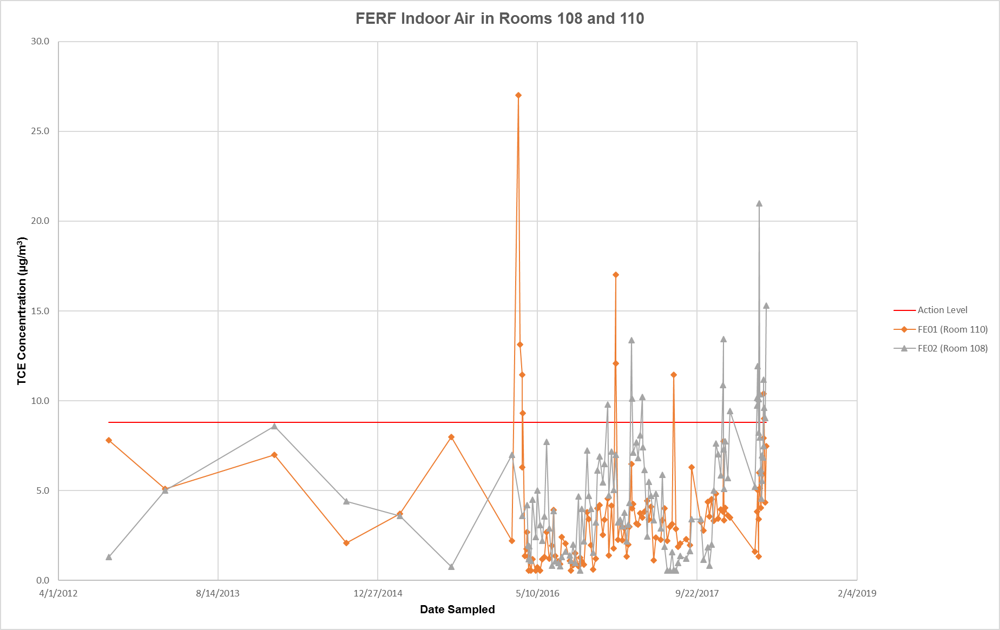 FERF Indoor Air in Rooms 108 and 110
30.0
25.0
20.0
15.0
10.0
5.0
0.0
TCE Concenrtration (µg/m³)
4/1/2012
8/14/2013
12/27/2014
5/10/2016
9/22/2017
2/4/2019
Date Sampled
Action Level
FE01 (Room 110)
FE02 (Room 108)